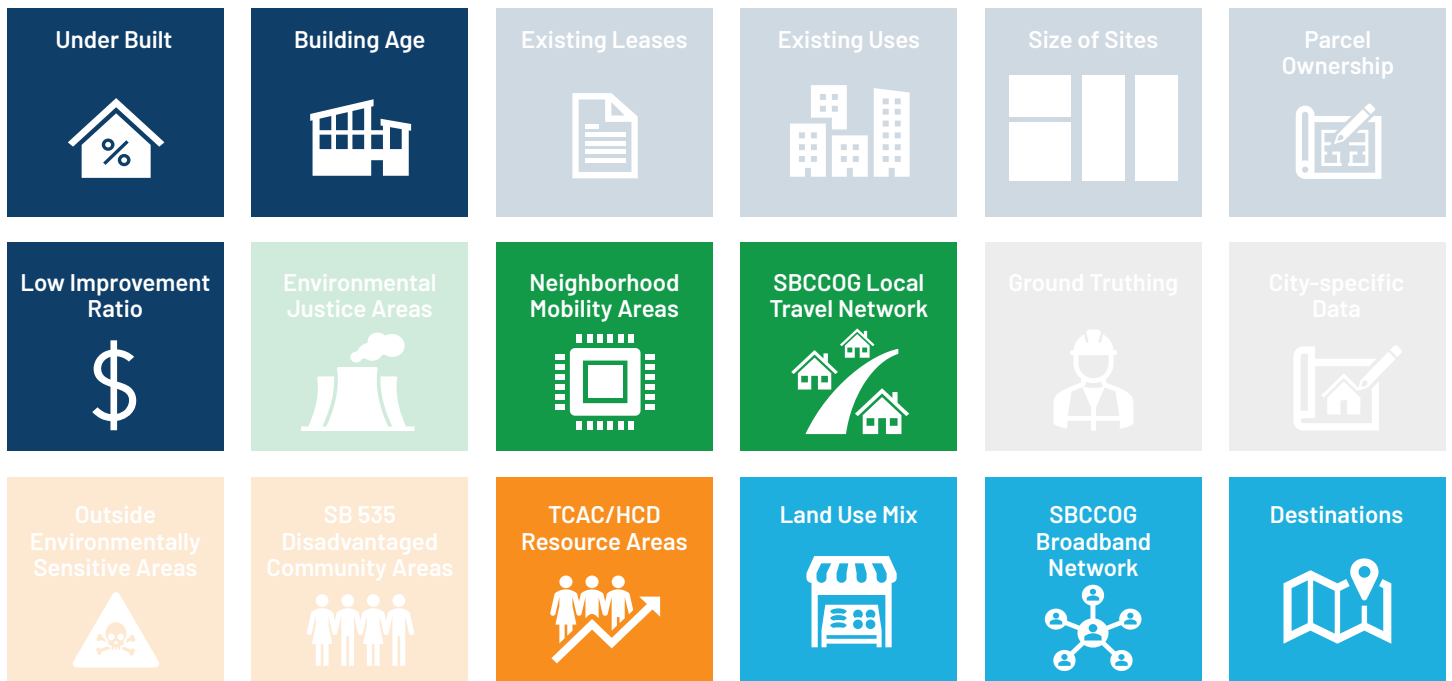 Under Built
Building Age
Existing Leases
Existing Uses
Size of Sites
Parcel
Ownership
%
Low Improvement
Ratio
$
Environmental
Justice Areas
Neighborhood
Mobility Areas
SBCCOG Local
Travel Network
Ground Truthing
City-specific
Data
Outside
Environmentally
Sensitive Areas
SB 535
Disadvantaged
Community Areas
TCAC/HCD
Resource Areas
Land Use Mix
SBCCOG
Broadband
Network
Destinations